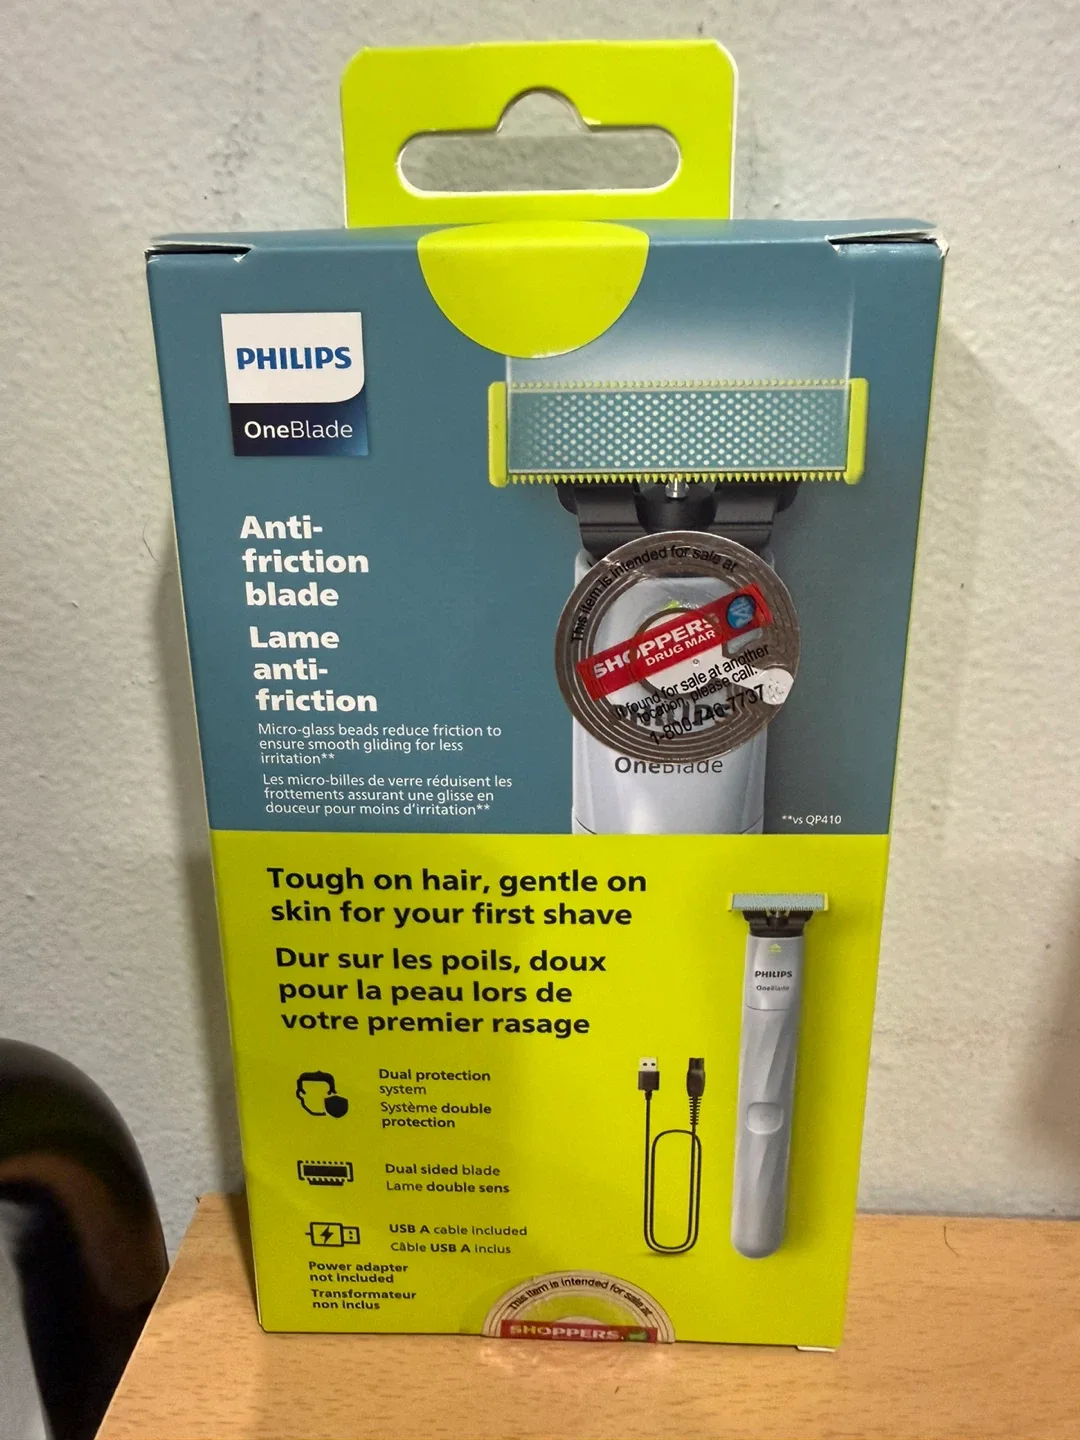 PHILIPS
OneBlade
Anti-
friction
blade
Lame
anti-
friction
Micro-glass beads reduce friction to
ensure smooth gliding for less
irritation**
Les micro-billes de verre réduisent les
frottements assurant une glisse en
douceur pour moins d'irritation**
This item is intended for sale at
SHOPPERS
DRUG MAR
If found for sale at another
location, please call:
1-800-746-7737
OneBlade
**vs QP410
Tough on hair, gentle on
skin for your first shave
Dur sur les poils, doux
pour la peau lors de
votre premier rasage
PHILIPS
OneBlade
Dual protection
system
Système double
protection
Dual sided blade
Lame double sens
USB A cable included
Câble USB A inclus
Power adapter
not included
Transformateur
non inclus
This item is intended for sale at
SHOPPERS